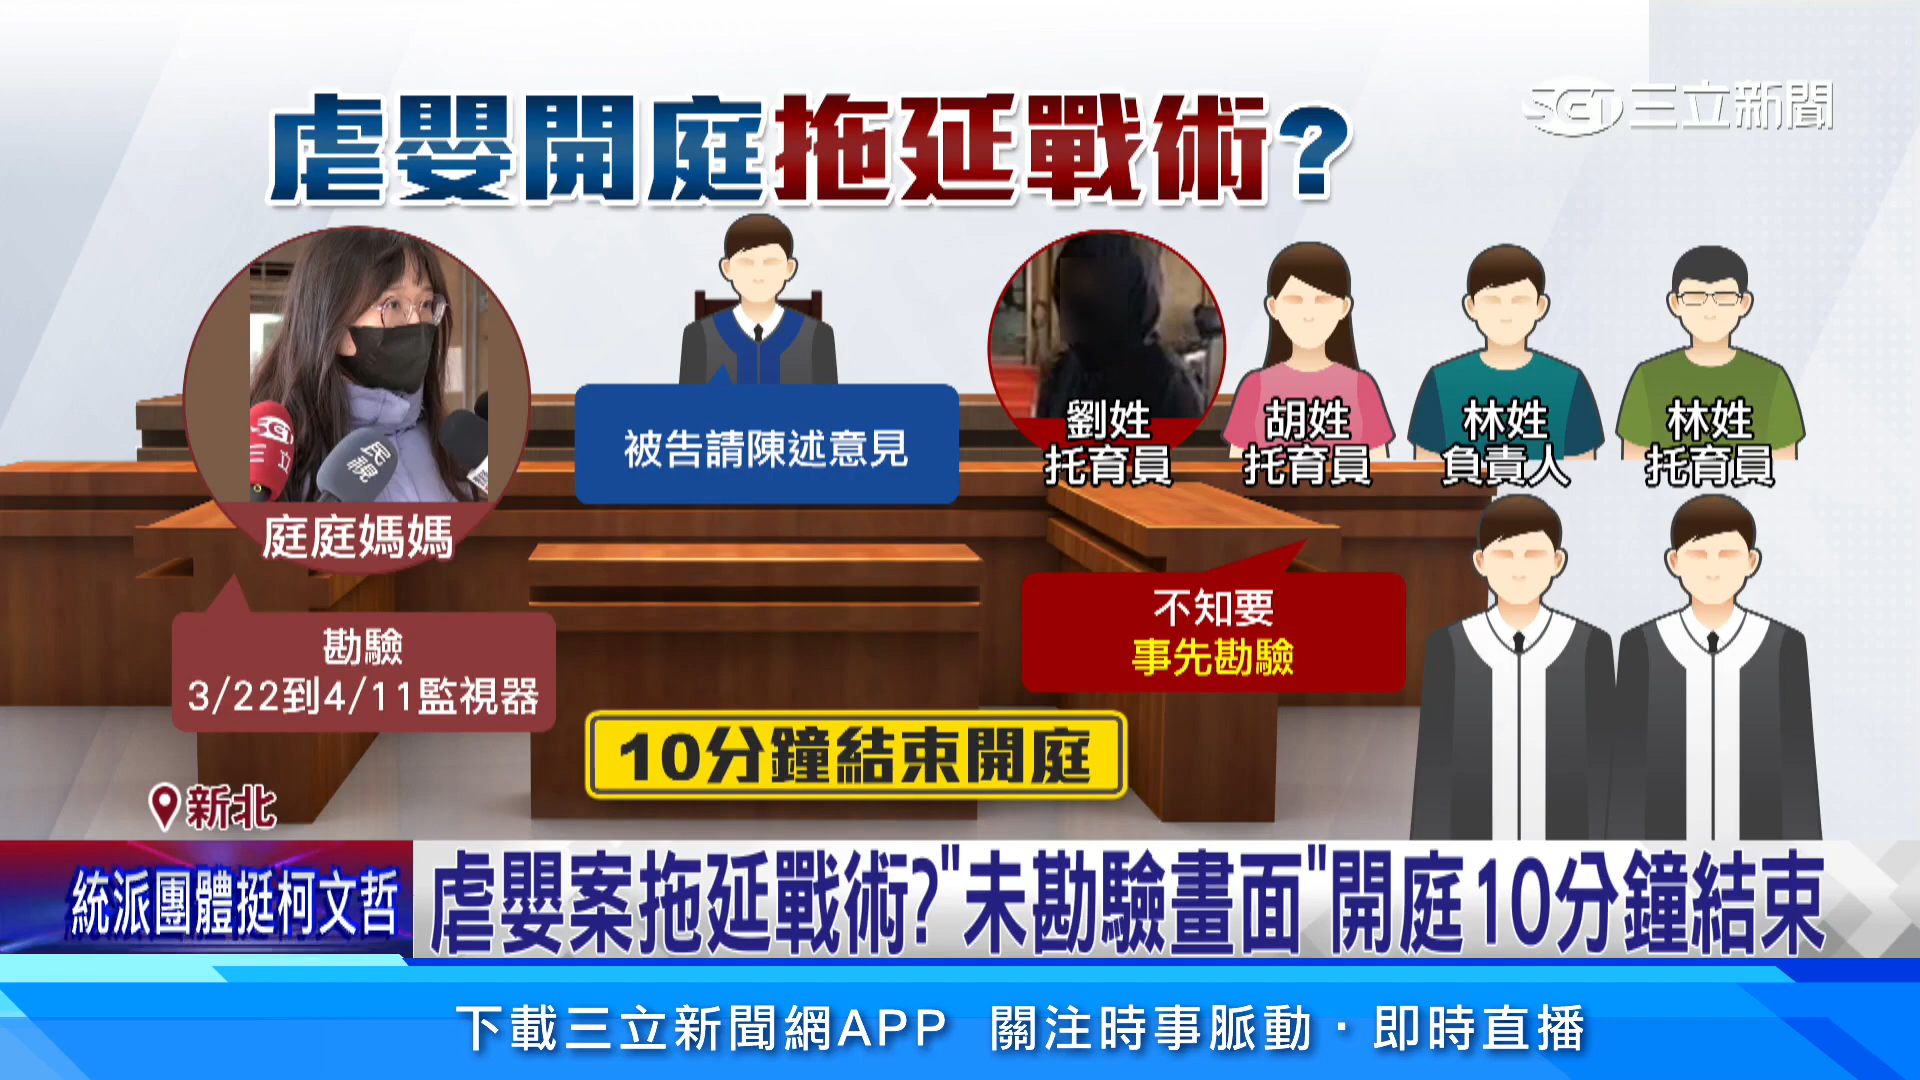 虐嬰開庭拖延戰術?
SET三立新聞
被告請陳述意見
劉姓
托育員
胡姓
托育員
林姓
負責人
林姓
托育員
SET
三立
民視
庭庭媽媽
勘驗
3/22到4/11監視器
不知要
事先勘驗
10分鐘結束開庭
新北
統派團體挺柯文哲
虐嬰案拖延戰術?"未勘驗畫面"開庭10分鐘結束
下載三立新聞網APP 關注時事脈動·即時直播